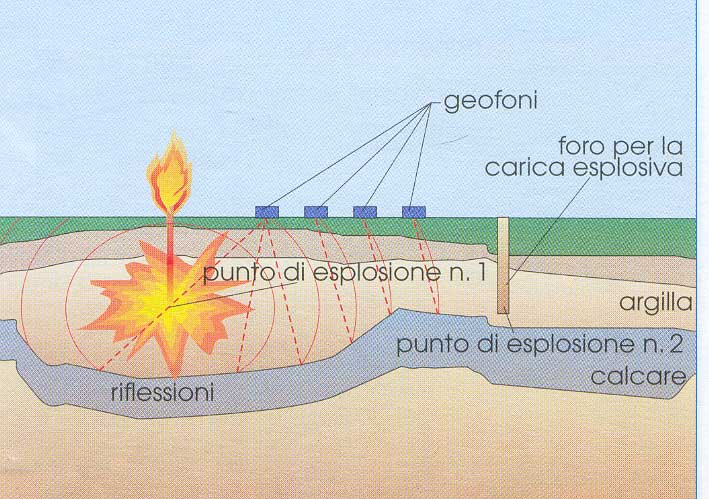 geofoni
foro per la
carica esplosiva
punto di esplosione n. 1
argilla
punto di esplosione n. 2
calcare
riflessioni